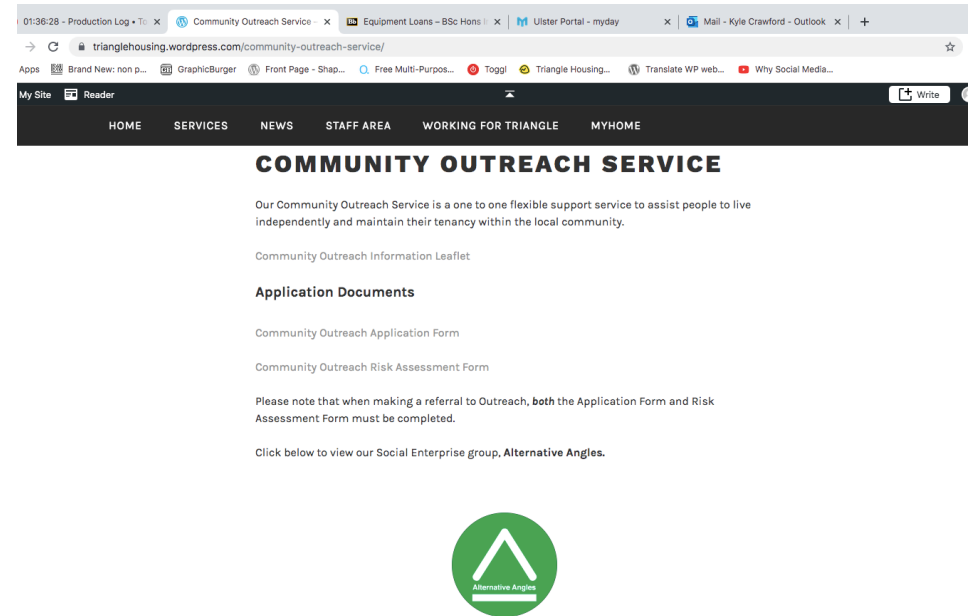 01:36:28 - Production Log • To
Community Outreach Service -
Bb Equipment Loans – BSc Hons In
Ulster Portal - myday
Mail - Kyle Crawford - Outlook
trianglehousing.wordpress.com/community-outreach-service/
Apps Brand New: non p... GraphicBurger Front Page - Shap... Free Multi-Purpos... Toggl Triangle Housing... Translate WP web... Why Social Media...
My Site Reader Write
HOME SERVICES NEWS STAFF AREA WORKING FOR TRIANGLE MYHOME
COMMUNITY OUTREACH SERVICE
Our Community Outreach Service is a one to one flexible support service to assist people to live
independently and maintain their tenancy within the local community.
Community Outreach Information Leaflet
Application Documents
Community Outreach Application Form
Community Outreach Risk Assessment Form
Please note that when making a referral to Outreach, both the Application Form and Risk
Assessment Form must be completed.
Click below to view our Social Enterprise group, Alternative Angles.
Alternative Angles